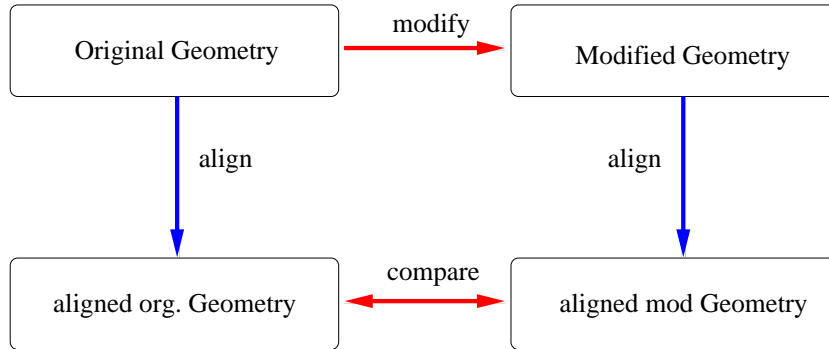 modify
Original Geometry
Modified Geometry
align
align
compare
aligned org. Geometry
aligned mod Geometry